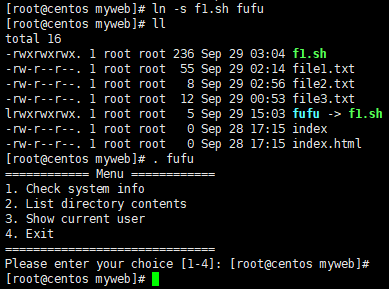 [root@centos myweb]# ln -s f1.sh fufu
[root@centos myweb]# ll
total 16
-rwxrwxrwx. 1 root root 236 Sep 29 03:04 f1.sh
-rw-r--r--. 1 root root  55 Sep 29 02:14 file1.txt
-rw-r--r--. 1 root root   8 Sep 29 02:56 file2.txt
-rw-r--r--. 1 root root  12 Sep 29 00:53 file3.txt
lrwxrwxrwx. 1 root root   5 Sep 29 15:03 fufu -> f1.sh
-rw-r--r--. 1 root root   0 Sep 28 17:15 index
-rw-r--r--. 1 root root   0 Sep 28 17:15 index.html
[root@centos myweb]# . fufu
============ Menu ============
1. Check system info
2. List directory contents
3. Show current user
4. Exit
==============================
Please enter your choice [1-4]: [root@centos myweb]#
[root@centos myweb]#